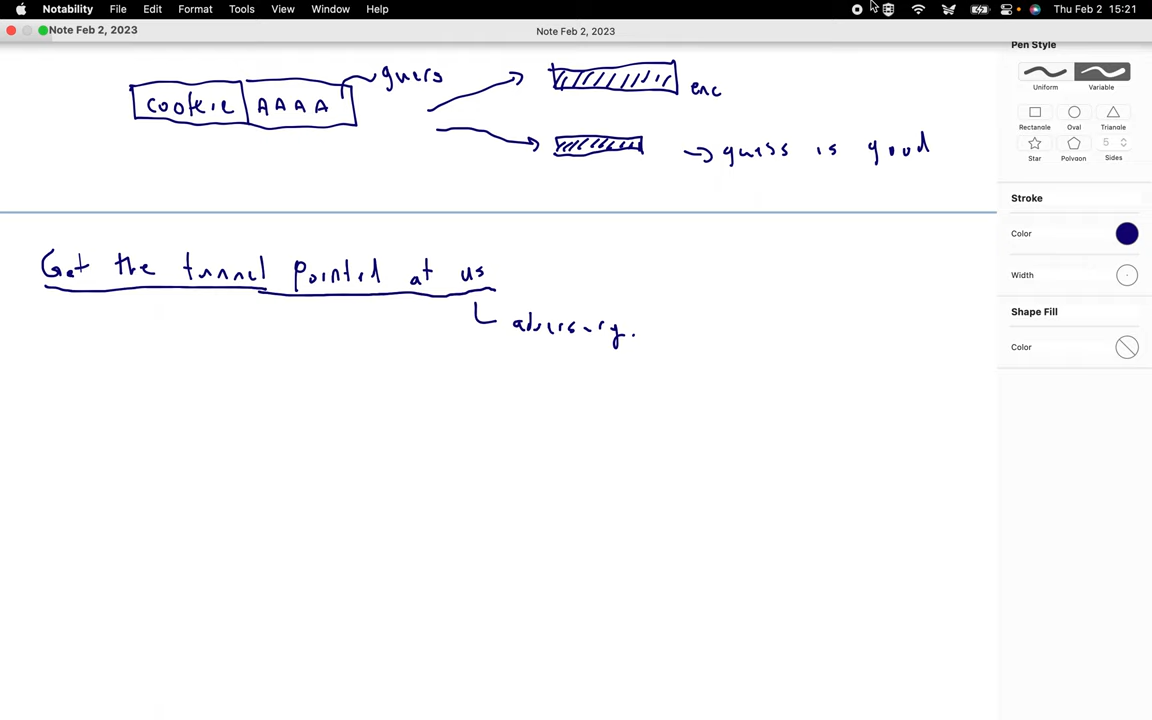 Notability File Edit Format Tools View Window Help Thu Feb 2 15:21
Note Feb 2, 2023 Note Feb 2, 2023
Pen Style
Uniform Variable
Rectangle Oval Triangle
Star Polygon 5 Sides
Stroke
Color
Width
Shape Fill
Color
cookie AAAA guess
enc
→ guess is good
Get the tunnel pointed at us
adversary.